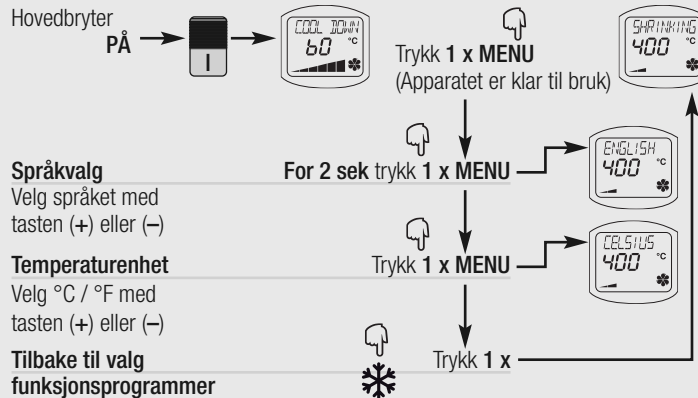 Hovedbryter
PÅ
I
COOL DOWN
60 °C
Trykk 1 x MENU
(Apparatet er klar til bruk)
SHRINKING
400 °C
Språkvalg
For 2 sek trykk 1 x MENU
ENGLISH
400 °C
Velg språket med
tasten (+) eller (–)
Temperaturenhet
Trykk 1 x MENU
CELSIUS
400 °C
Velg °C / °F med
tasten (+) eller (–)
Tilbake til valg
funksjonsprogrammer
Trykk 1 x